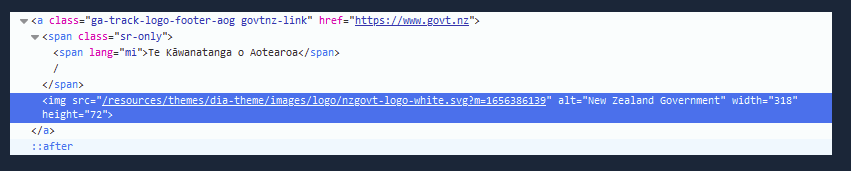 <a class="ga-track-logo-footer-aog govtnz-link" href="https://www.govt.nz">
<span class="sr-only">
<span lang="mi">Te Kāwanatanga o Aotearoa</span>
/
</span>
<img src="/resources/themes/dia-theme/images/logo/nzgovt-logo-white.svg?m=1656386139" alt="New Zealand Government" width="318"
height="72">
</a>
::after